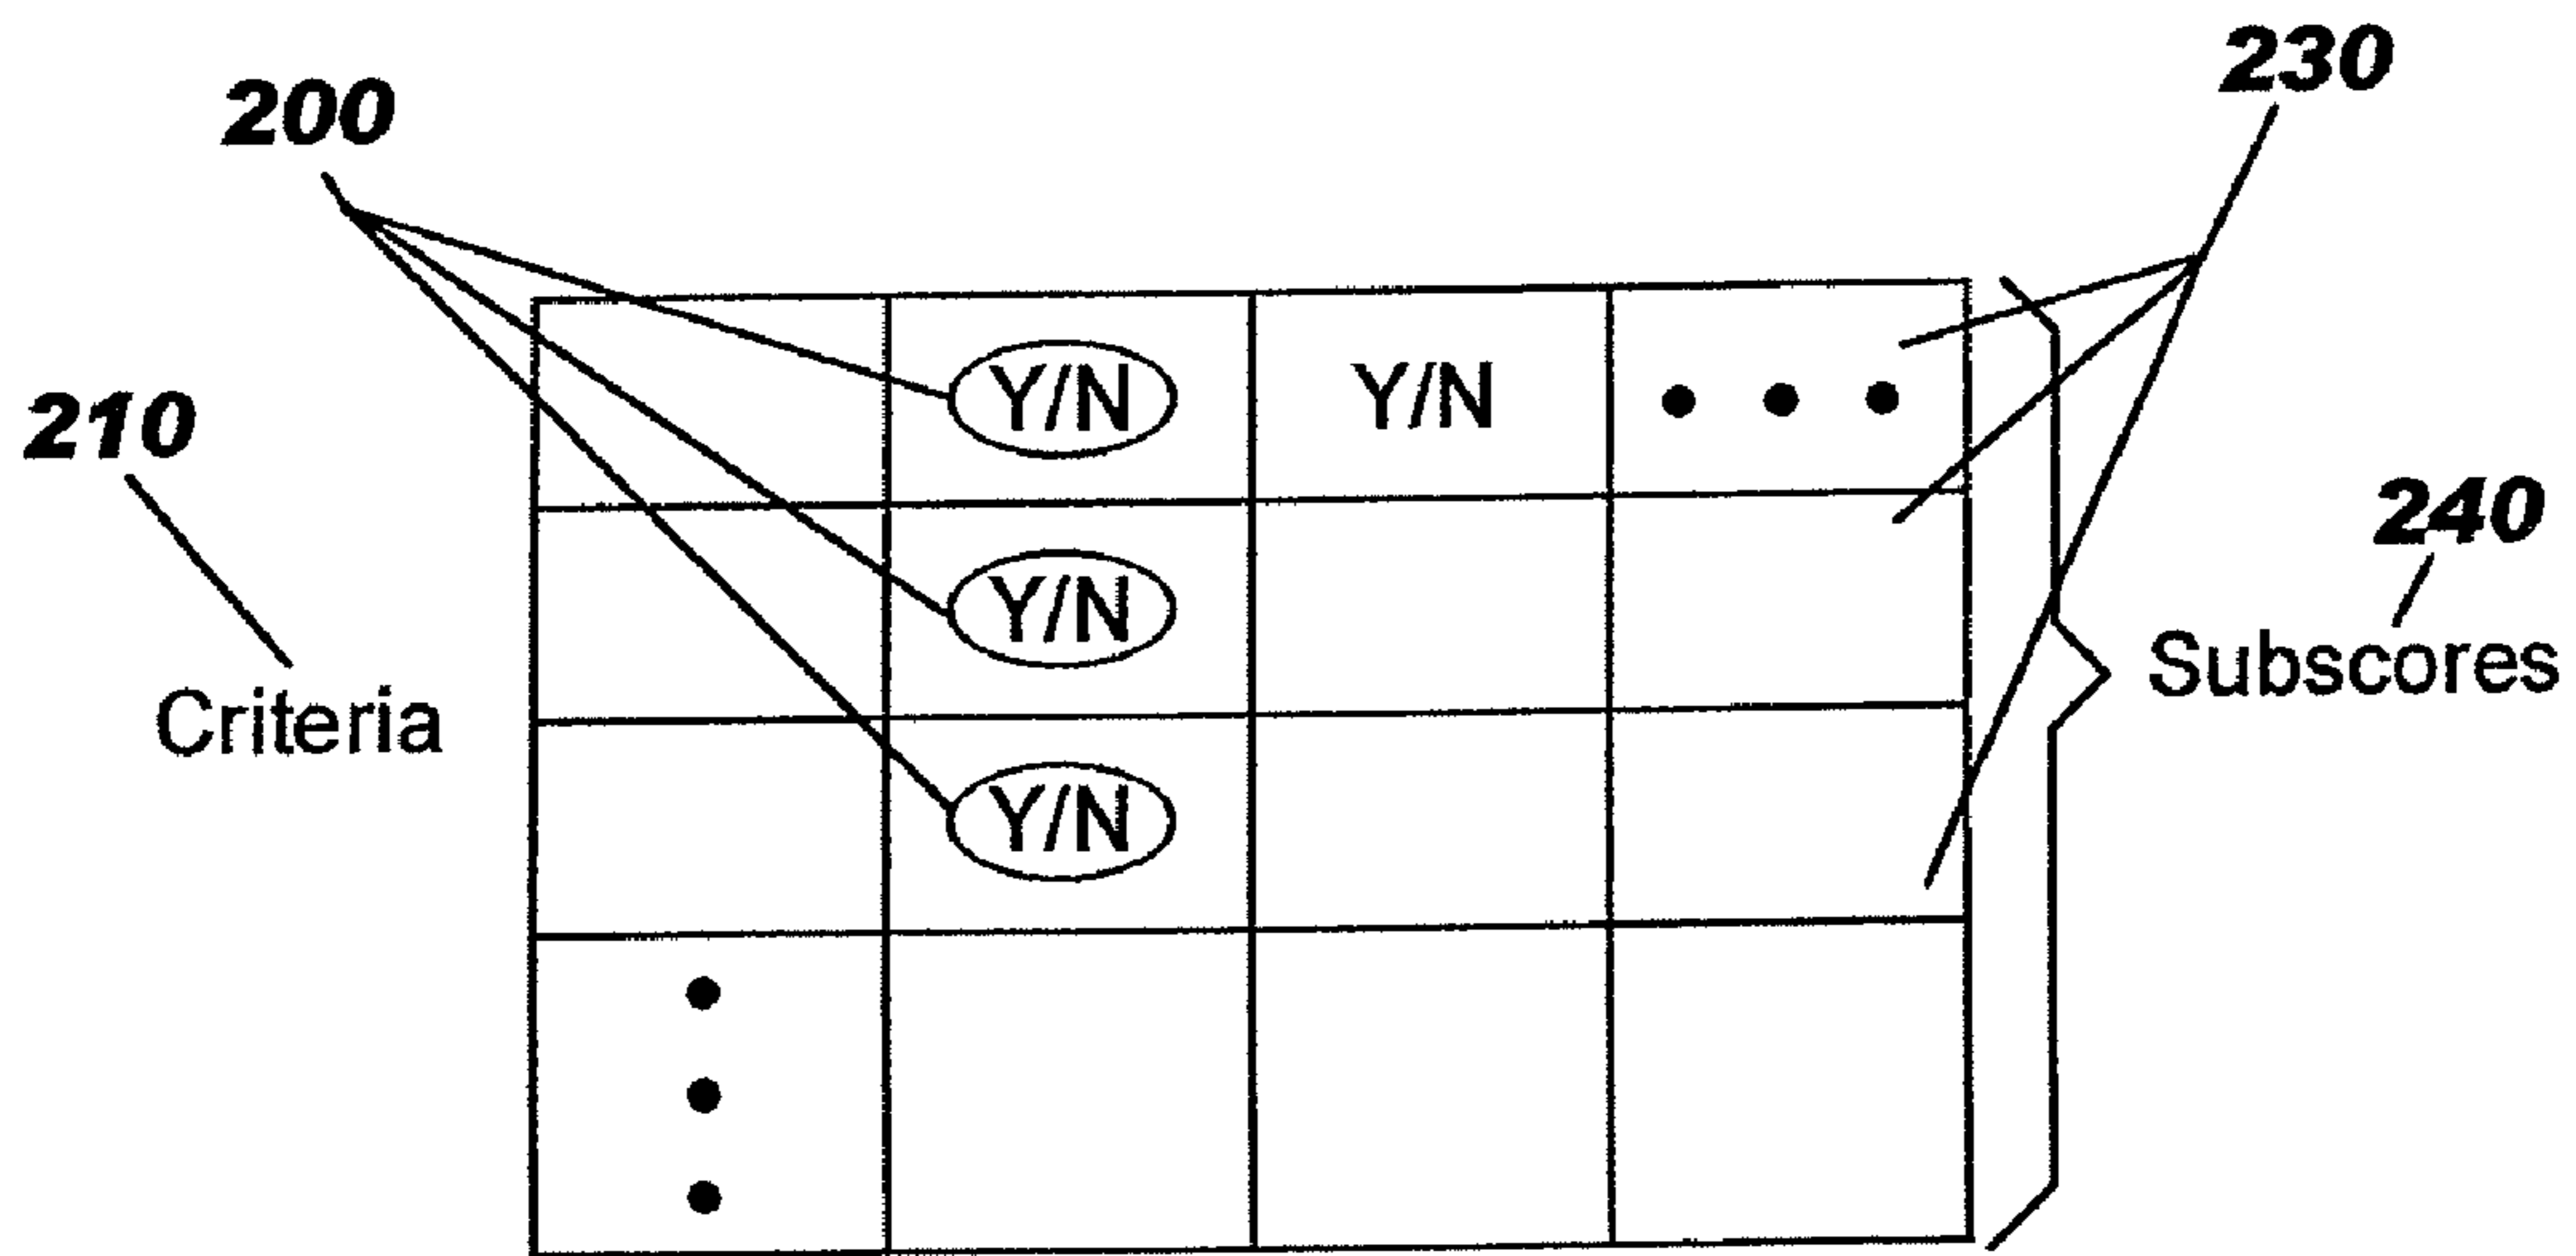 230
200
Y/N Y/N • • •
210
240
Y/N
Subscores
Criteria
Y/N
•
•
•